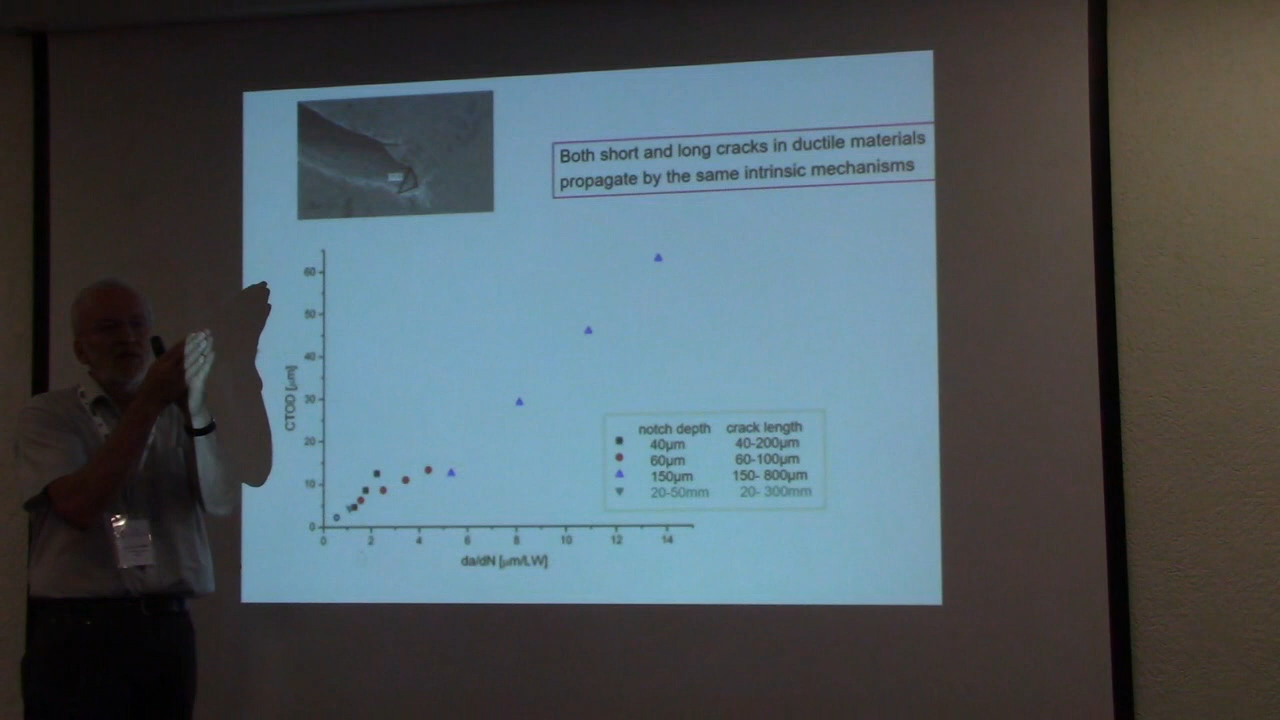 Both short and long cracks in ductile materials
propagate by the same intrinsic mechanisms
60
50
40
30
20
10
0
CTOD [µm]
0 2 4 6 8 10 12 14
da/dN [µm/LW]
notch depth crack length
40µm 40-200µm
60µm 60-100µm
150µm 150- 800µm
20-50mm 20- 300mm